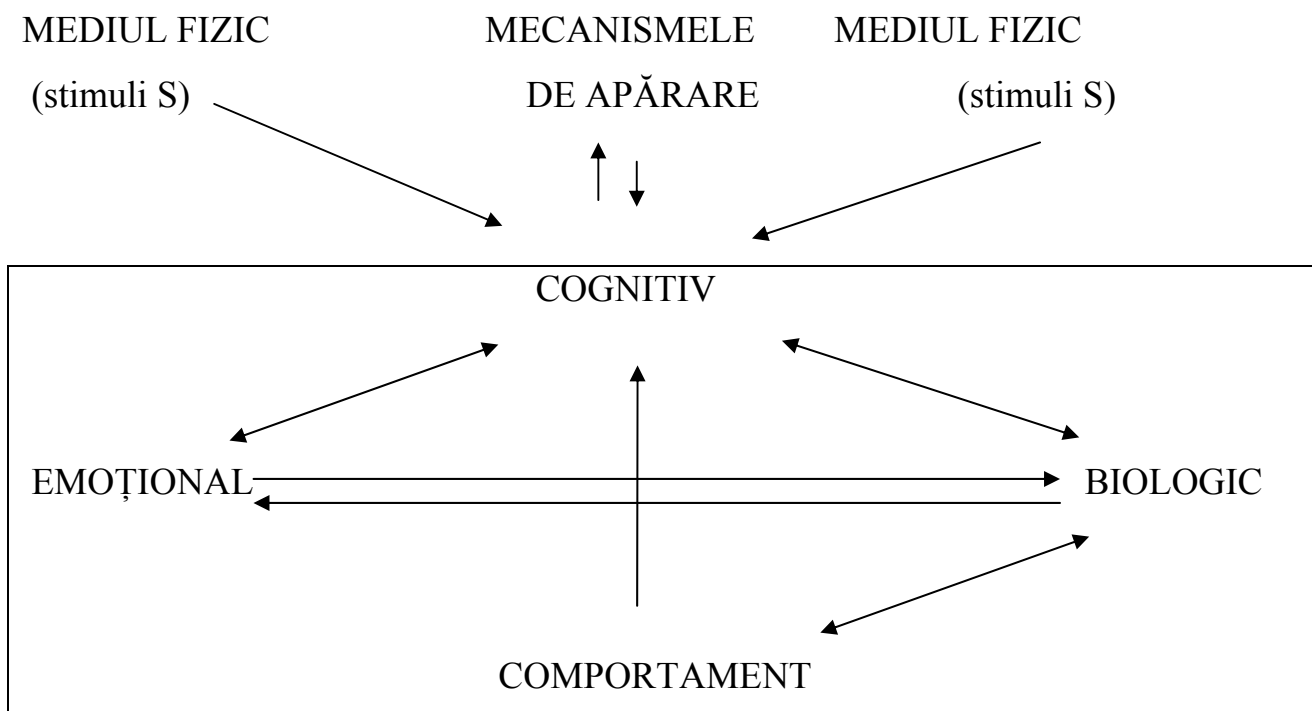 MEDIUL FIZIC MECANISMELE MEDIUL FIZIC
(stimuli S) DE APĂRARE (stimuli S)
COGNITIV
EMOȚIONAL BIOLOGIC
COMPORTAMENT